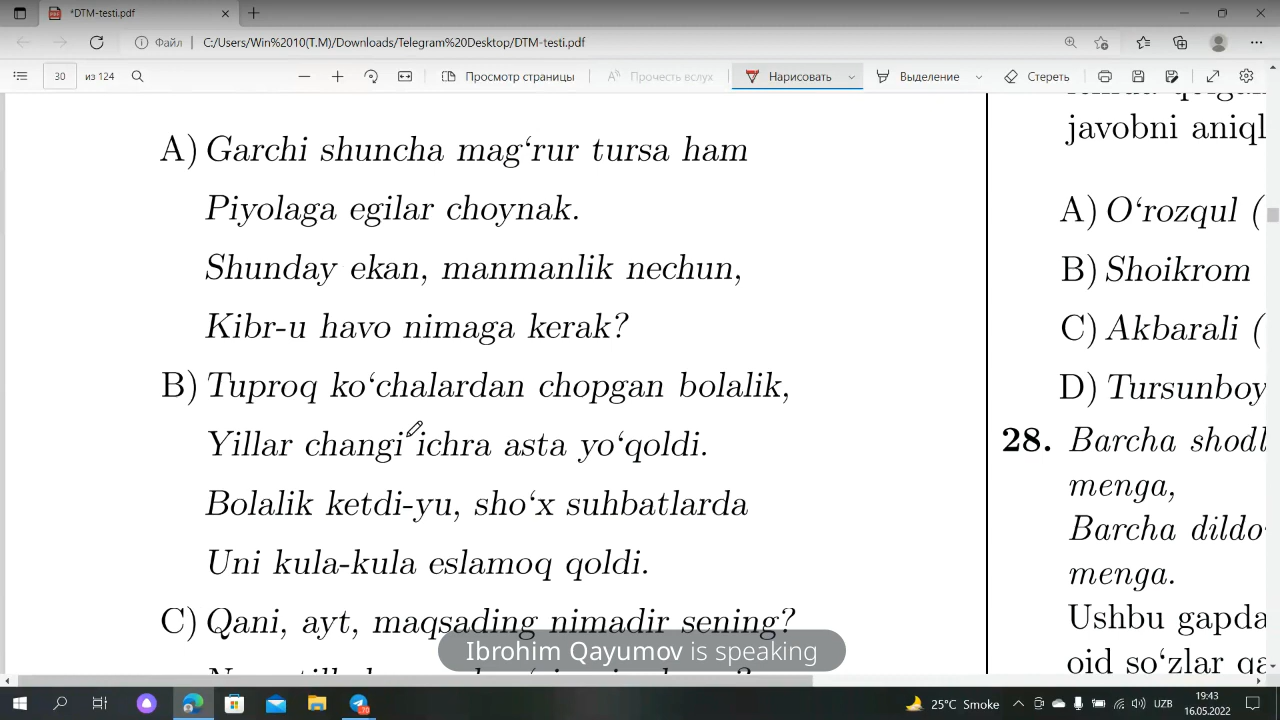 *DTM-testi.pdf
Файл
C:/Users/Win%2010(T.M)/Downloads/Telegram%20Desktop/DTM-testi.pdf
30 из 124
Просмотр страницы
Прочесть вслух
Нарисовать
Выделение
Стереть
A) Garchi shuncha mag‘rur tursa ham
Piyolaga egilar choynak.
Shunday ekan, manmanlik nechun,
Kibr-u havo nimaga kerak?
B) Tuproq ko‘chalardan chopgan bolalik,
Yillar changi ichra asta yo‘qoldi.
Bolalik ketdi-yu, sho‘x suhbatlarda
Uni kula-kula eslamoq qoldi.
C) Qani, ayt, maqsading nimadir sening?
javobni aniql
A) O‘rozqul (
B) Shoikrom
C) Akbarali (
D) Tursunboy
28. Barcha shodl
menga,
Barcha dildo
menga.
Ushbu gapda
oid so‘zlar qa
Ibrohim Qayumov is speaking
70
25°C Smoke
UZB
19:43
16.05.2022